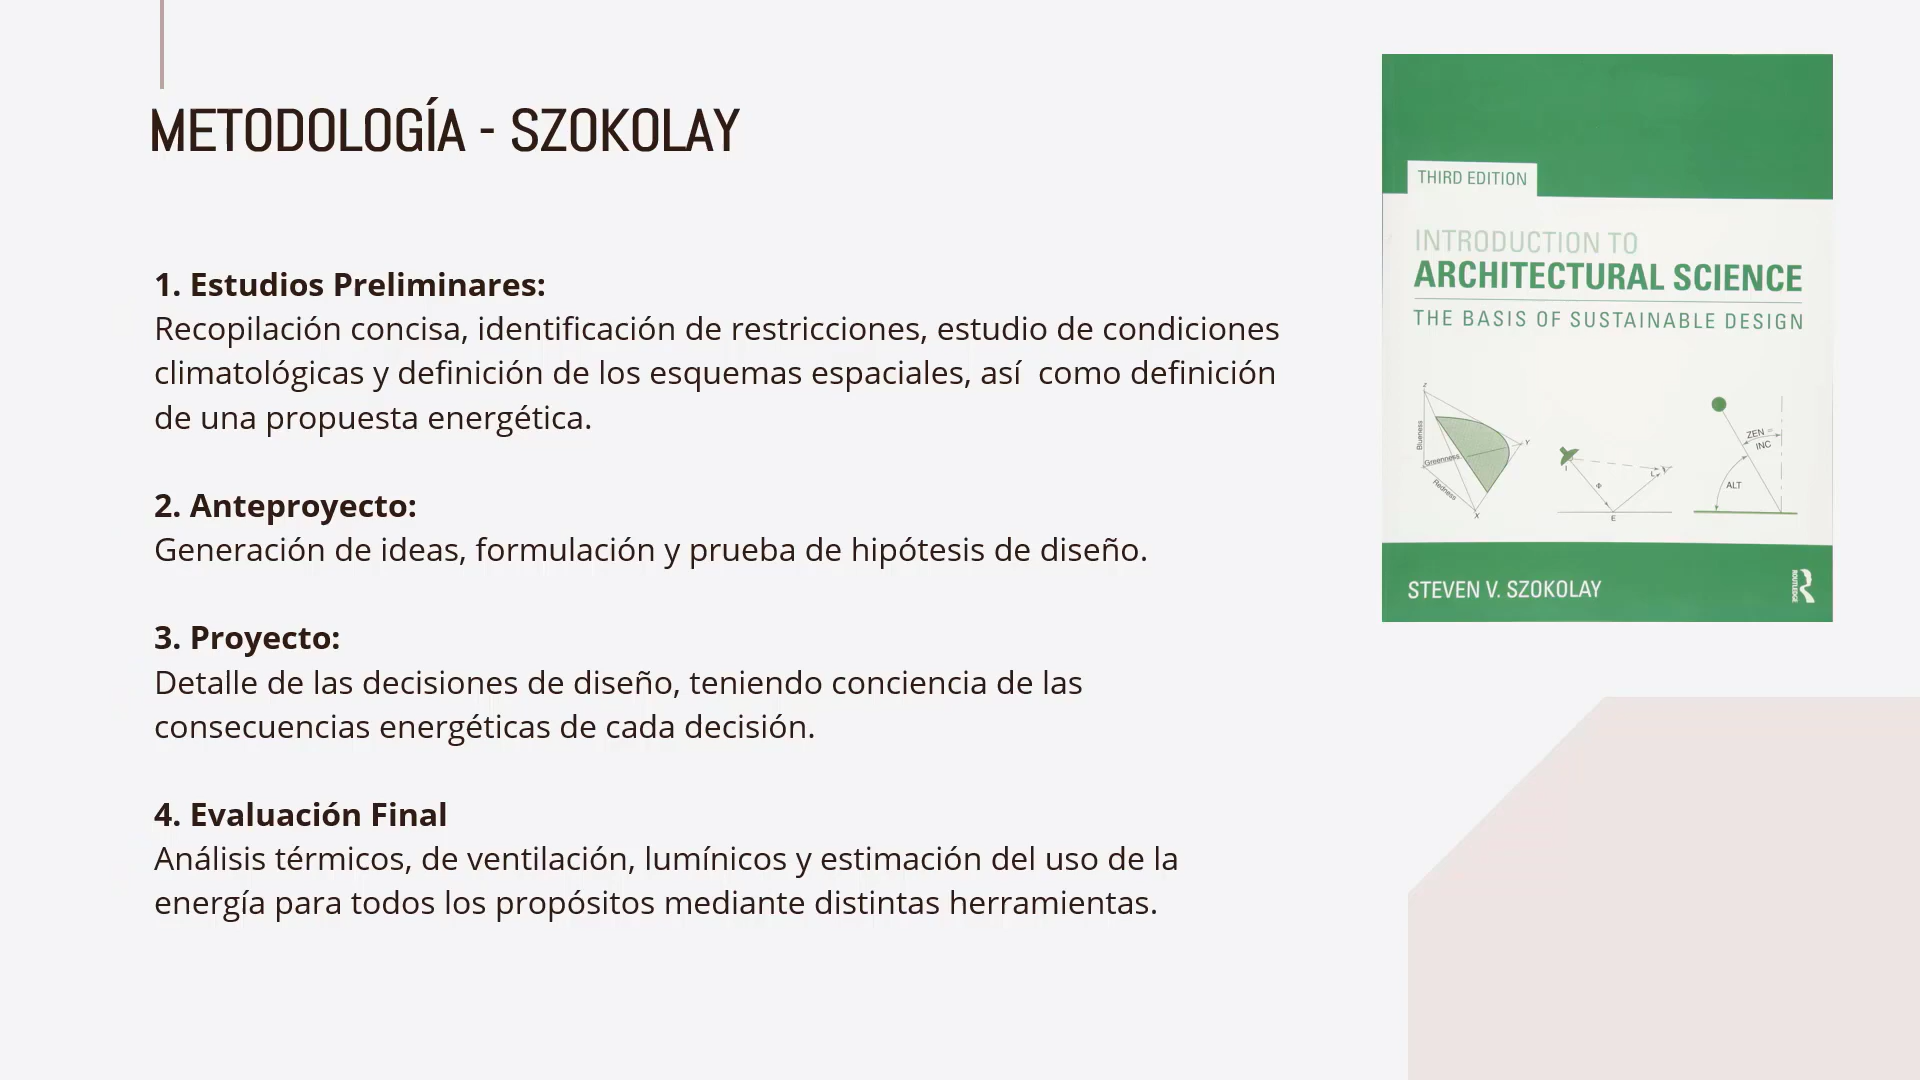 METODOLOGÍA - SZOKOLAY
1. Estudios Preliminares:
Recopilación concisa, identificación de restricciones, estudio de condiciones
climatológicas y definición de los esquemas espaciales, así  como definición
de una propuesta energética.
2. Anteproyecto:
Generación de ideas, formulación y prueba de hipótesis de diseño.
3. Proyecto:
Detalle de las decisiones de diseño, teniendo conciencia de las
consecuencias energéticas de cada decisión.
4. Evaluación Final
Análisis térmicos, de ventilación, lumínicos y estimación del uso de la
energía para todos los propósitos mediante distintas herramientas.
THIRD EDITION
INTRODUCTION TO
ARCHITECTURAL SCIENCE
THE BASIS OF SUSTAINABLE DESIGN
Z
Blueness
Greenness
Redness
Y
X
I
E
ZEN =
INC
ALT
STEVEN V. SZOKOLAY
ROUTLEDGE